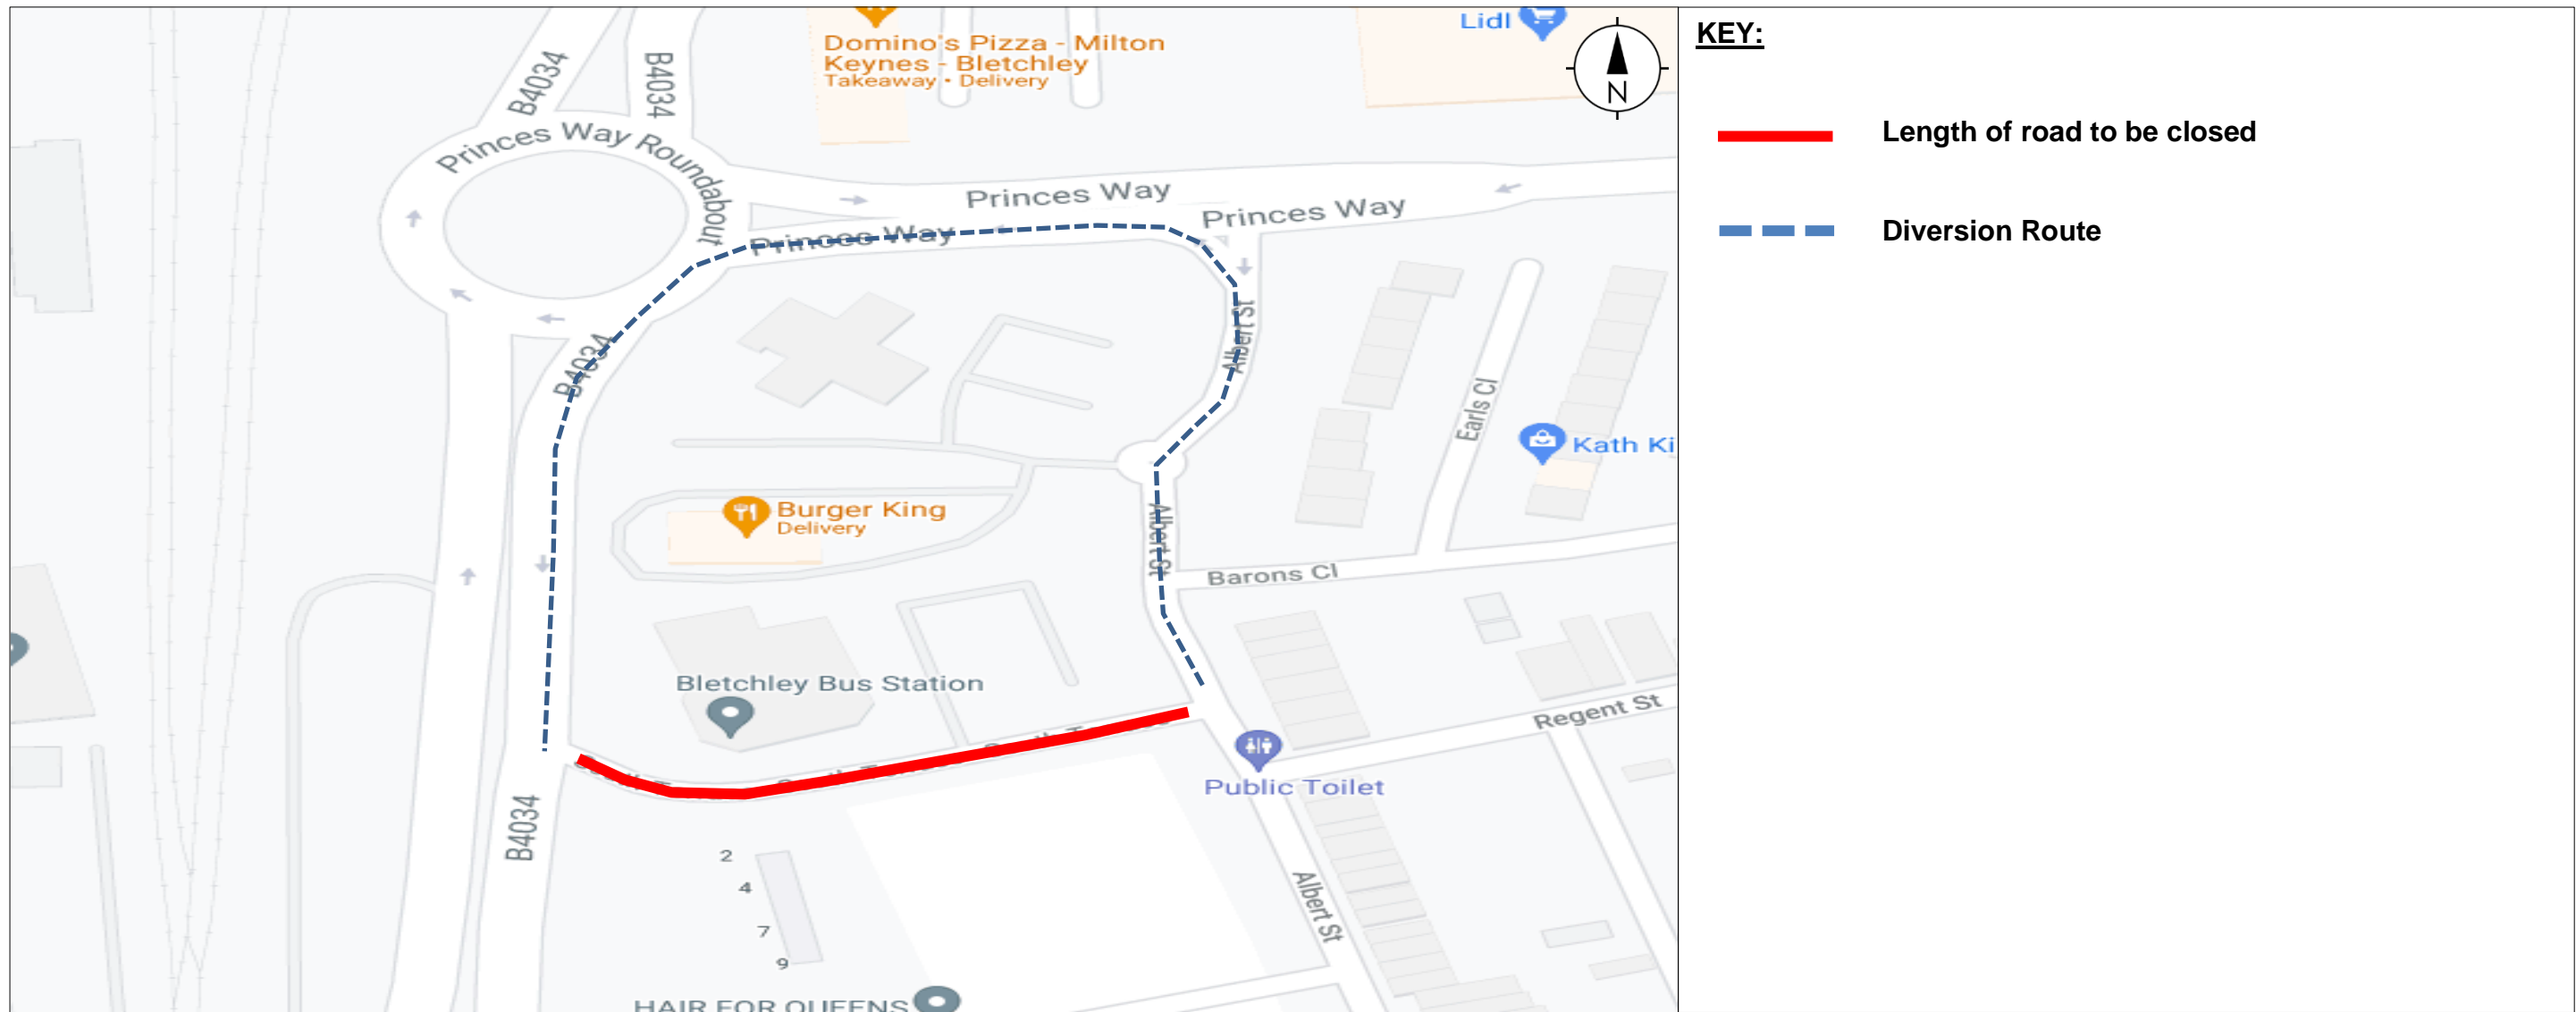 Lidl
Domino's Pizza - Milton
Keynes - Bletchley
Takeaway • Delivery
N
B4034
B4034
Princes Way Roundabout
Princes Way
Princes Way
Princes Way
B4034
Albert St
Earls Cl
Kath Ki
Burger King
Delivery
Albert St
Barons Cl
Bletchley Bus Station
Regent St
Public Toilet
B4034
2
4
7
9
Albert St
HAIR FOR QUEENS
KEY:
Length of road to be closed
Diversion Route